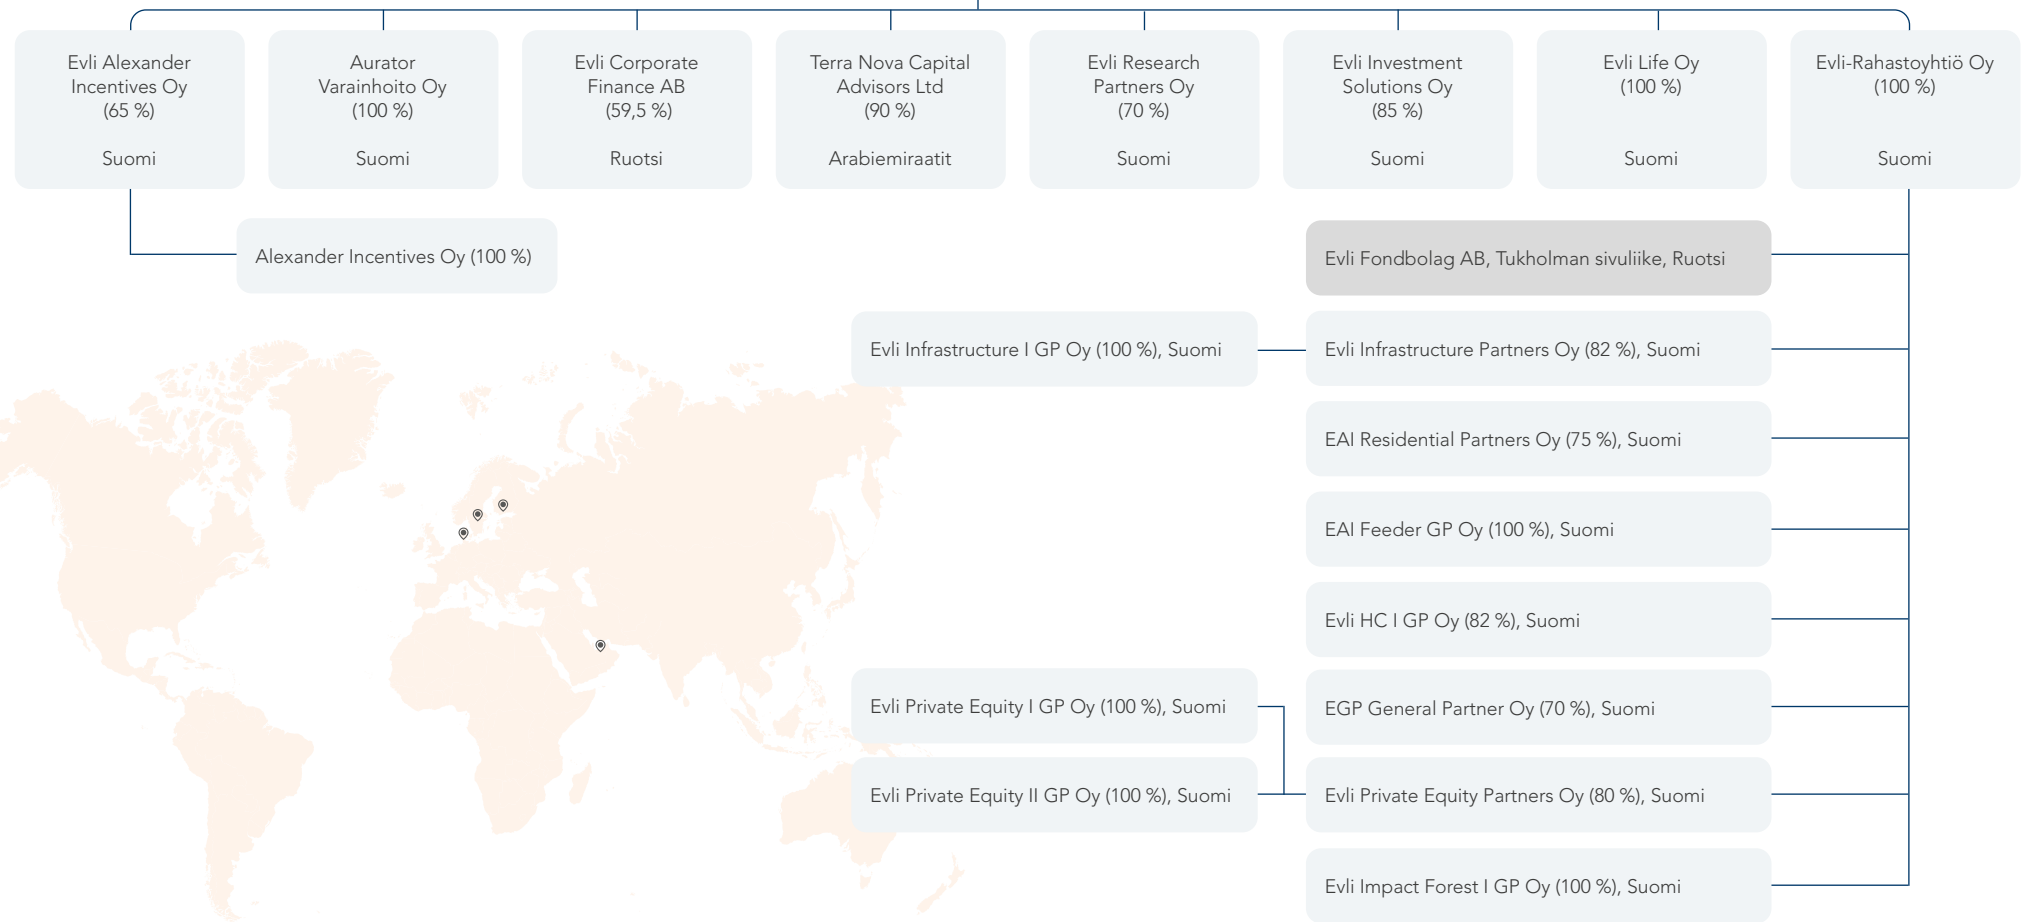 Evli Alexander
Incentives Oy
(65 %)
Suomi
Aurator
Varainhoito Oy
(100 %)
Suomi
Evli Corporate
Finance AB
(59,5 %)
Ruotsi
Terra Nova Capital
Advisors Ltd
(90 %)
Arabiemiraatit
Evli Research
Partners Oy
(70 %)
Suomi
Evli Investment
Solutions Oy
(85 %)
Suomi
Evli Life Oy
(100 %)
Suomi
Evli-Rahastoyhtiö Oy
(100 %)
Suomi
Alexander Incentives Oy (100 %)
Evli Fondbolag AB, Tukholman sivuliike, Ruotsi
Evli Infrastructure I GP Oy (100 %), Suomi
Evli Infrastructure Partners Oy (82 %), Suomi
EAI Residential Partners Oy (75 %), Suomi
EAI Feeder GP Oy (100 %), Suomi
Evli HC I GP Oy (82 %), Suomi
Evli Private Equity I GP Oy (100 %), Suomi
EGP General Partner Oy (70 %), Suomi
Evli Private Equity II GP Oy (100 %), Suomi
Evli Private Equity Partners Oy (80 %), Suomi
Evli Impact Forest I GP Oy (100 %), Suomi